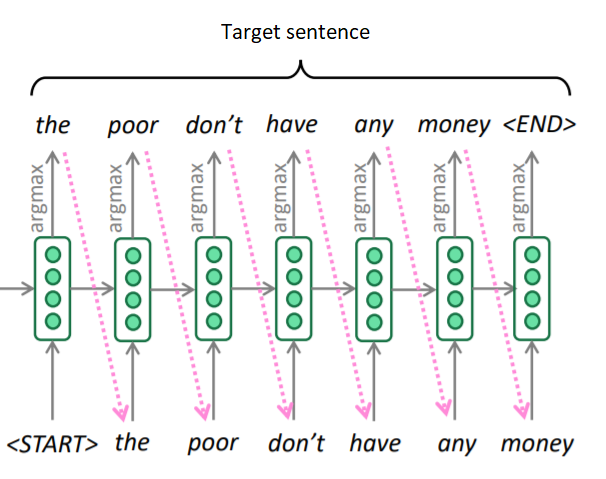 Target sentence
the poor don't have any money <END>
argmax argmax argmax argmax argmax argmax argmax
<START> the poor don't have any money